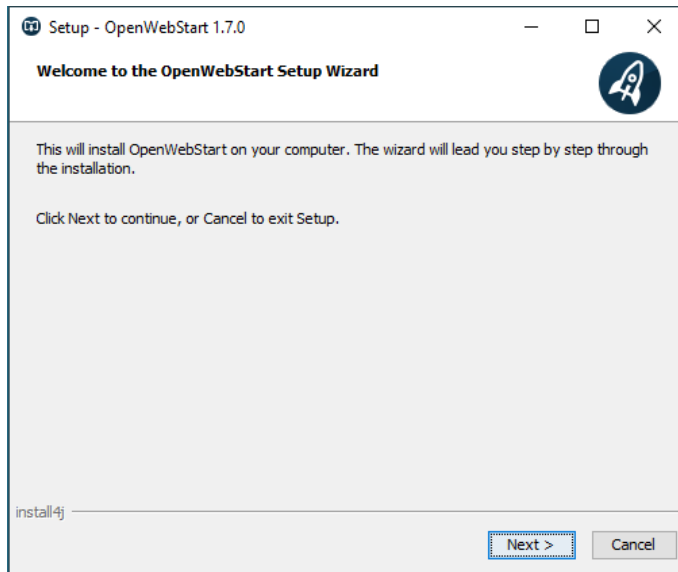 Setup - OpenWebStart 1.7.0
Welcome to the OpenWebStart Setup Wizard
This will install OpenWebStart on your computer. The wizard will lead you step by step through
the installation.
Click Next to continue, or Cancel to exit Setup.
install4j
Next >
Cancel